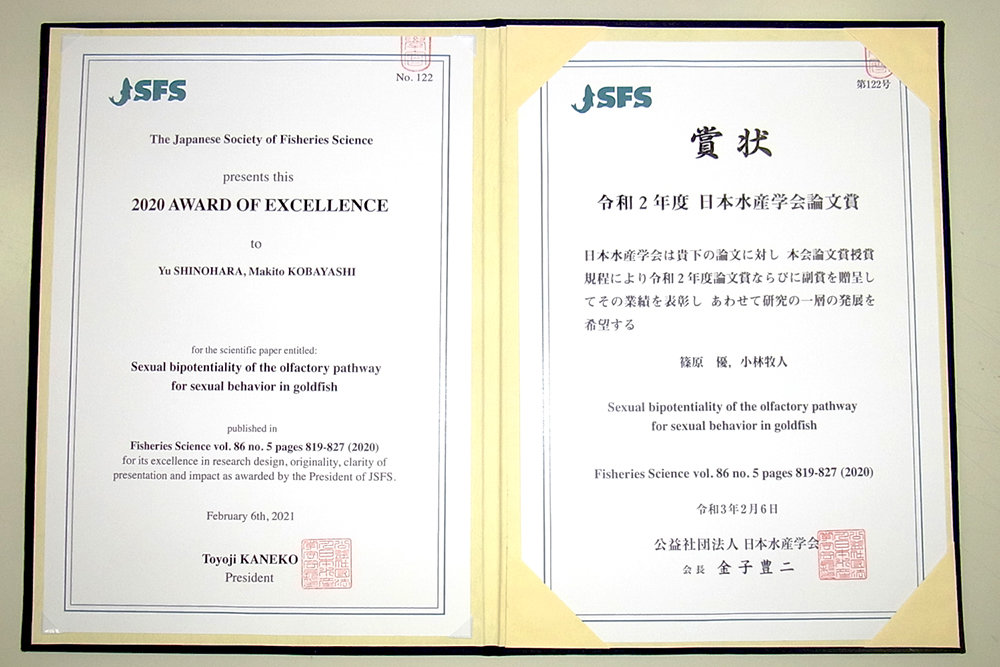 No. 122
JSFS
The Japanese Society of Fisheries Science
presents this
2020 AWARD OF EXCELLENCE
to
Yu SHINOHARA, Makito KOBAYASHI
for the scientific paper entitled:
Sexual bipotentiality of the olfactory pathway
for sexual behavior in goldfish
published in
Fisheries Science vol. 86 no. 5 pages 819-827 (2020)
for its excellence in research design, originality, clarity of
presentation and impact as awarded by the President of JSFS.
February 6th, 2021
Toyoji KANEKO
President
第122号
JSFS
賞状
令和2年度 日本水産学会論文賞
日本水産学会は貴下の論文に対し 本会論文賞授賞
規程により令和2年度論文賞ならびに副賞を贈呈し
てその業績を表彰し あわせて研究の一層の発展を
希望する
篠原 優, 小林牧人
Sexual bipotentiality of the olfactory pathway
for sexual behavior in goldfish
Fisheries Science vol. 86 no. 5 pages 819-827 (2020)
令和3年2月6日
公益社団法人 日本水産学会
会長 金子豊二